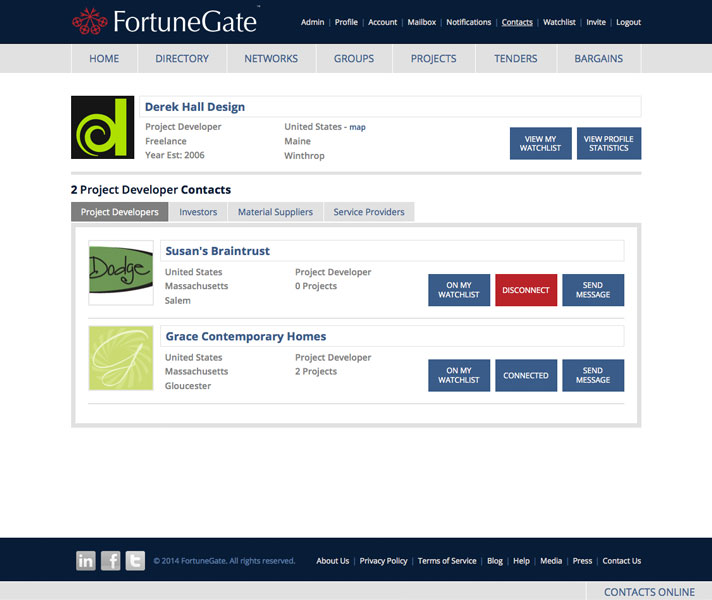 FortuneGate™
Admin | Profile | Account | Mailbox | Notifications | Contacts | Watchlist | Invite | Logout
HOME DIRECTORY NETWORKS GROUPS PROJECTS TENDERS BARGAINS
d
Derek Hall Design
Project Developer
Freelance
Year Est: 2006
United States - map
Maine
Winthrop
VIEW MY
WATCHLIST
VIEW PROFILE
STATISTICS
2 Project Developer Contacts
Project Developers Investors Material Suppliers Service Providers
Dodge
Susan's Braintrust
United States
Massachusetts
Salem
Project Developer
0 Projects
ON MY
WATCHLIST
DISCONNECT
SEND
MESSAGE
g
Grace Contemporary Homes
United States
Massachusetts
Gloucester
Project Developer
2 Projects
ON MY
WATCHLIST
CONNECTED
SEND
MESSAGE
in f t
© 2014 FortuneGate, All rights reserved.
About Us | Privacy Policy | Terms of Service | Blog | Help | Media | Press | Contact Us
CONTACTS ONLINE